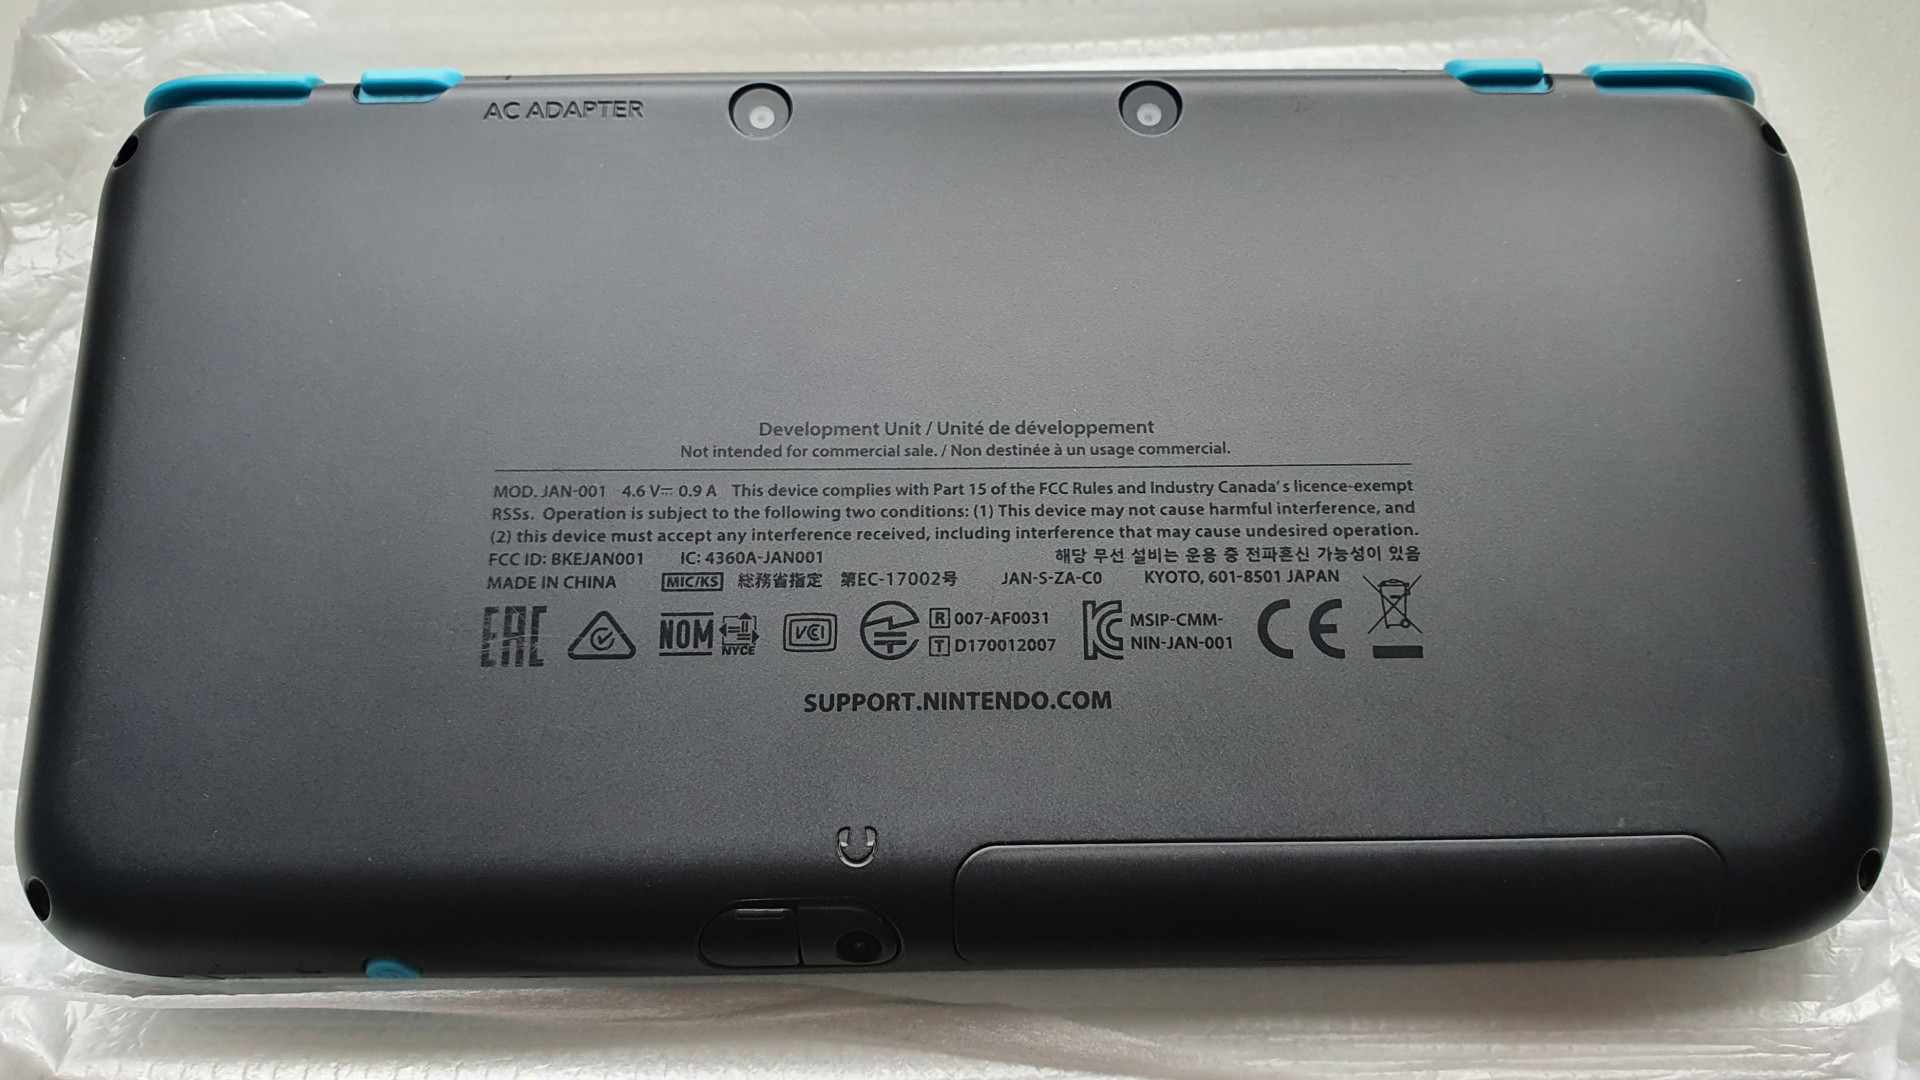 AC ADAPTER
Development Unit / Unité de développement
Not intended for commercial sale. / Non destinée à un usage commercial.
MOD. JAN-001 4.6 V⎓ 0.9 A This device complies with Part 15 of the FCC Rules and Industry Canada's licence-exempt
RSSs. Operation is subject to the following two conditions: (1) This device may not cause harmful interference, and
(2) this device must accept any interference received, including interference that may cause undesired operation.
FCC ID: BKEJAN001 IC: 4360A-JAN001 해당 무선 설비는 운용 중 전파혼신 가능성이 있음
MADE IN CHINA MIC/KS 総務省指定 第EC-17002号 JAN-S-ZA-C0 KYOTO, 601-8501 JAPAN
EAC NOM NYCE VCI R 007-AF0031 MSIP-CMM- CE
T D170012007 NIN-JAN-001
SUPPORT.NINTENDO.COM